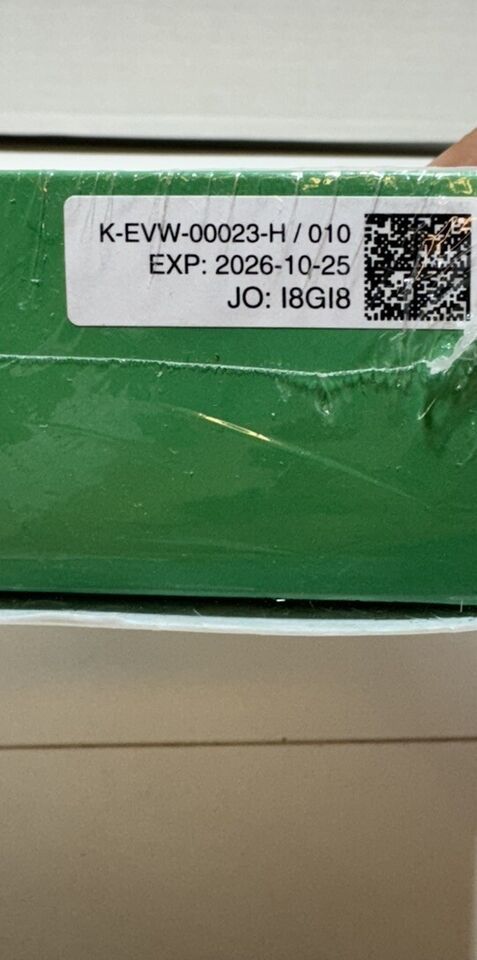 K-EVW-00023-H / 010
EXP: 2026-10-25
JO: I8GI8